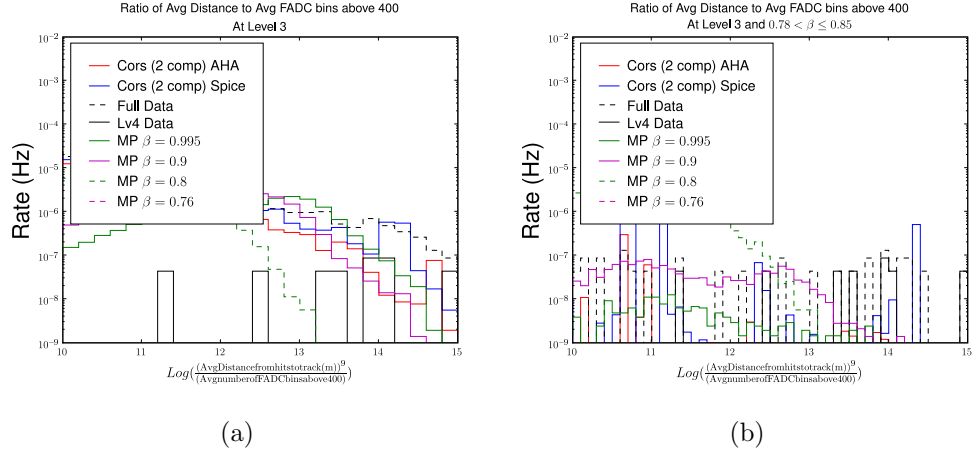 Ratio of Avg Distance to Avg FADC bins above 400
At Level 3
Rate (Hz)
10^{-2}
10^{-3}
10^{-4}
10^{-5}
10^{-6}
10^{-7}
10^{-8}
10^{-9}
Cors (2 comp) AHA
Cors (2 comp) Spice
Full Data
Lv4 Data
MP β = 0.995
MP β = 0.9
MP β = 0.8
MP β = 0.76
10 11 12 13 14 15
Log((AvgDistancefromhitstotrack(m))^9/(AvgnumberofFADCbinsabove400))
(a)
Ratio of Avg Distance to Avg FADC bins above 400
At Level 3 and 0.78 < β ≤ 0.85
Rate (Hz)
10^{-2}
10^{-3}
10^{-4}
10^{-5}
10^{-6}
10^{-7}
10^{-8}
10^{-9}
Cors (2 comp) AHA
Cors (2 comp) Spice
Full Data
Lv4 Data
MP β = 0.995
MP β = 0.9
MP β = 0.8
MP β = 0.76
10 11 12 13 14 15
Log((AvgDistancefromhitstotrack(m))^9/(AvgnumberofFADCbinsabove400))
(b)